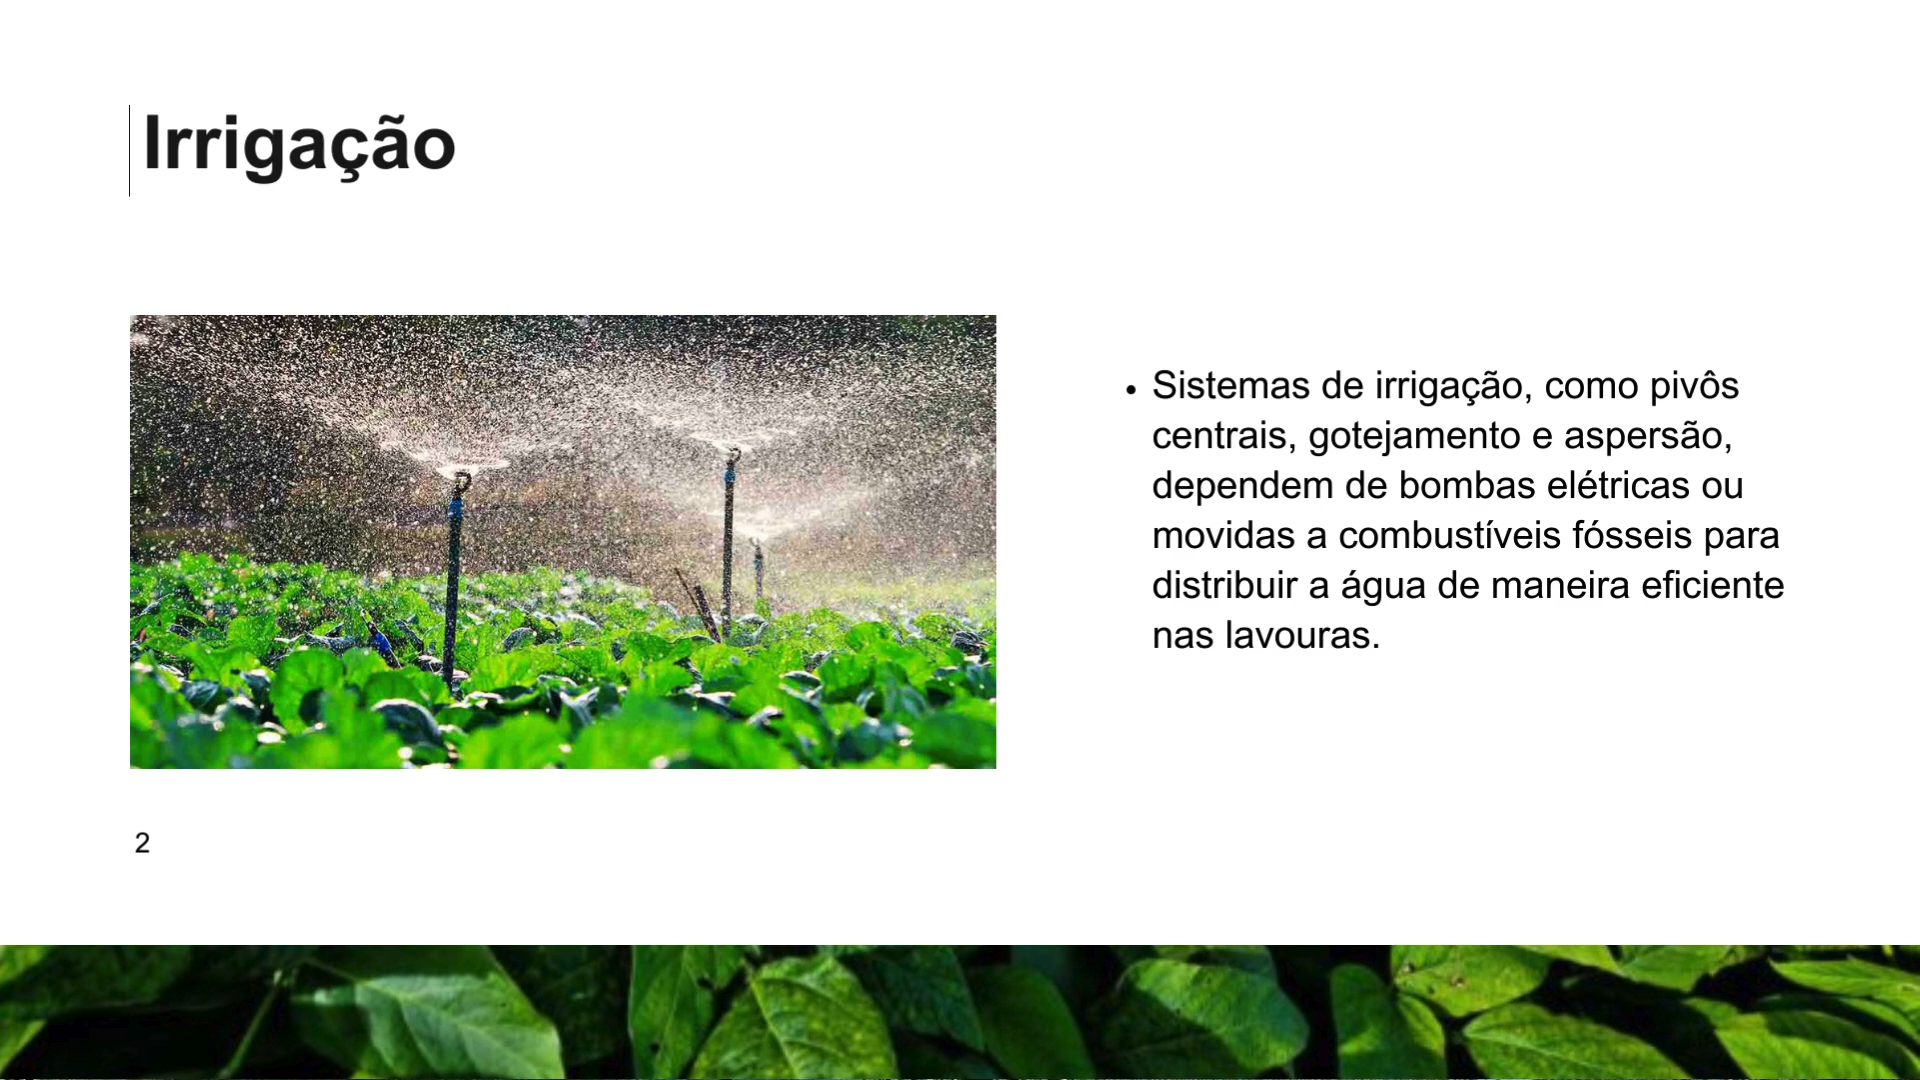 Irrigação
• Sistemas de irrigação, como pivôs
centrais, gotejamento e aspersão,
dependem de bombas elétricas ou
movidas a combustíveis fósseis para
distribuir a água de maneira eficiente
nas lavouras.
2